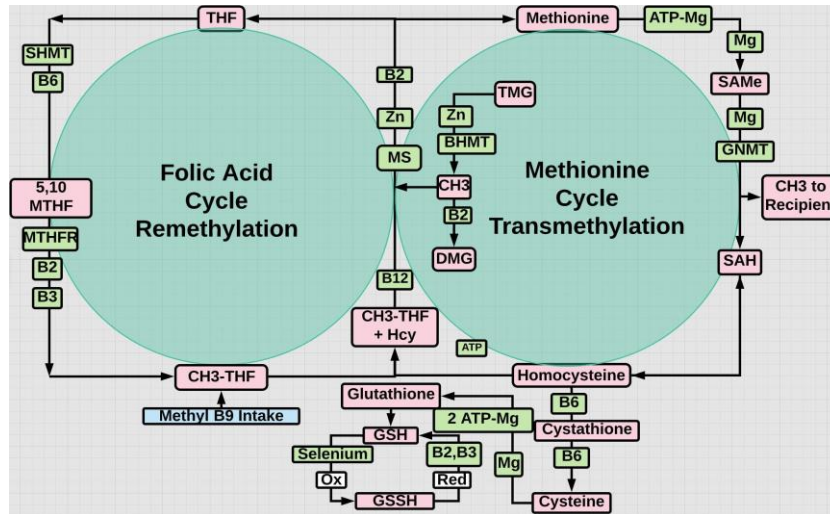 THF
Methionine
ATP-Mg
SHMT
B6
B2
Mg
SAMe
TMG
Zn
Zn
Mg
BHMT
MS
GNMT
Folic Acid
Cycle
Remethylation
Methionine
Cycle
Transmethylation
5,10
MTHF
CH3
CH3 to
Recipient
B2
MTHFR
B2
B3
DMG
SAH
B12
CH3-THF
+ Hcy
ATP
CH3-THF
Homocysteine
Methyl B9 Intake
Glutathione
B6
2 ATP-Mg
Cystathione
GSH
Selenium
B2,B3
Mg
B6
Ox
Red
GSSH
Cysteine